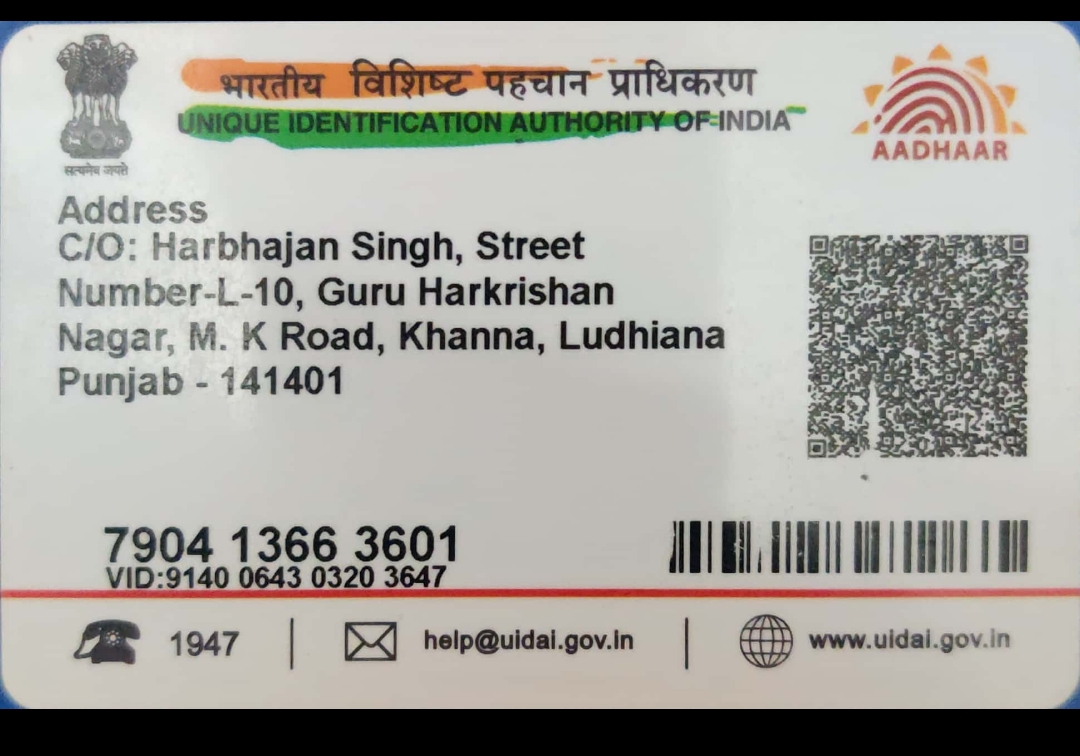 भारतीय विशिष्ट पहचान प्राधिकरण
UNIQUE IDENTIFICATION AUTHORITY OF INDIA
AADHAAR
सत्यमेव जयते
Address
C/O: Harbhajan Singh, Street
Number-L-10, Guru Harkrishan
Nagar, M. K Road, Khanna, Ludhiana
Punjab - 141401
7904 1366 3601
VID:9140 0643 0320 3647
1947 | help@uidai.gov.in | www.uidai.gov.in